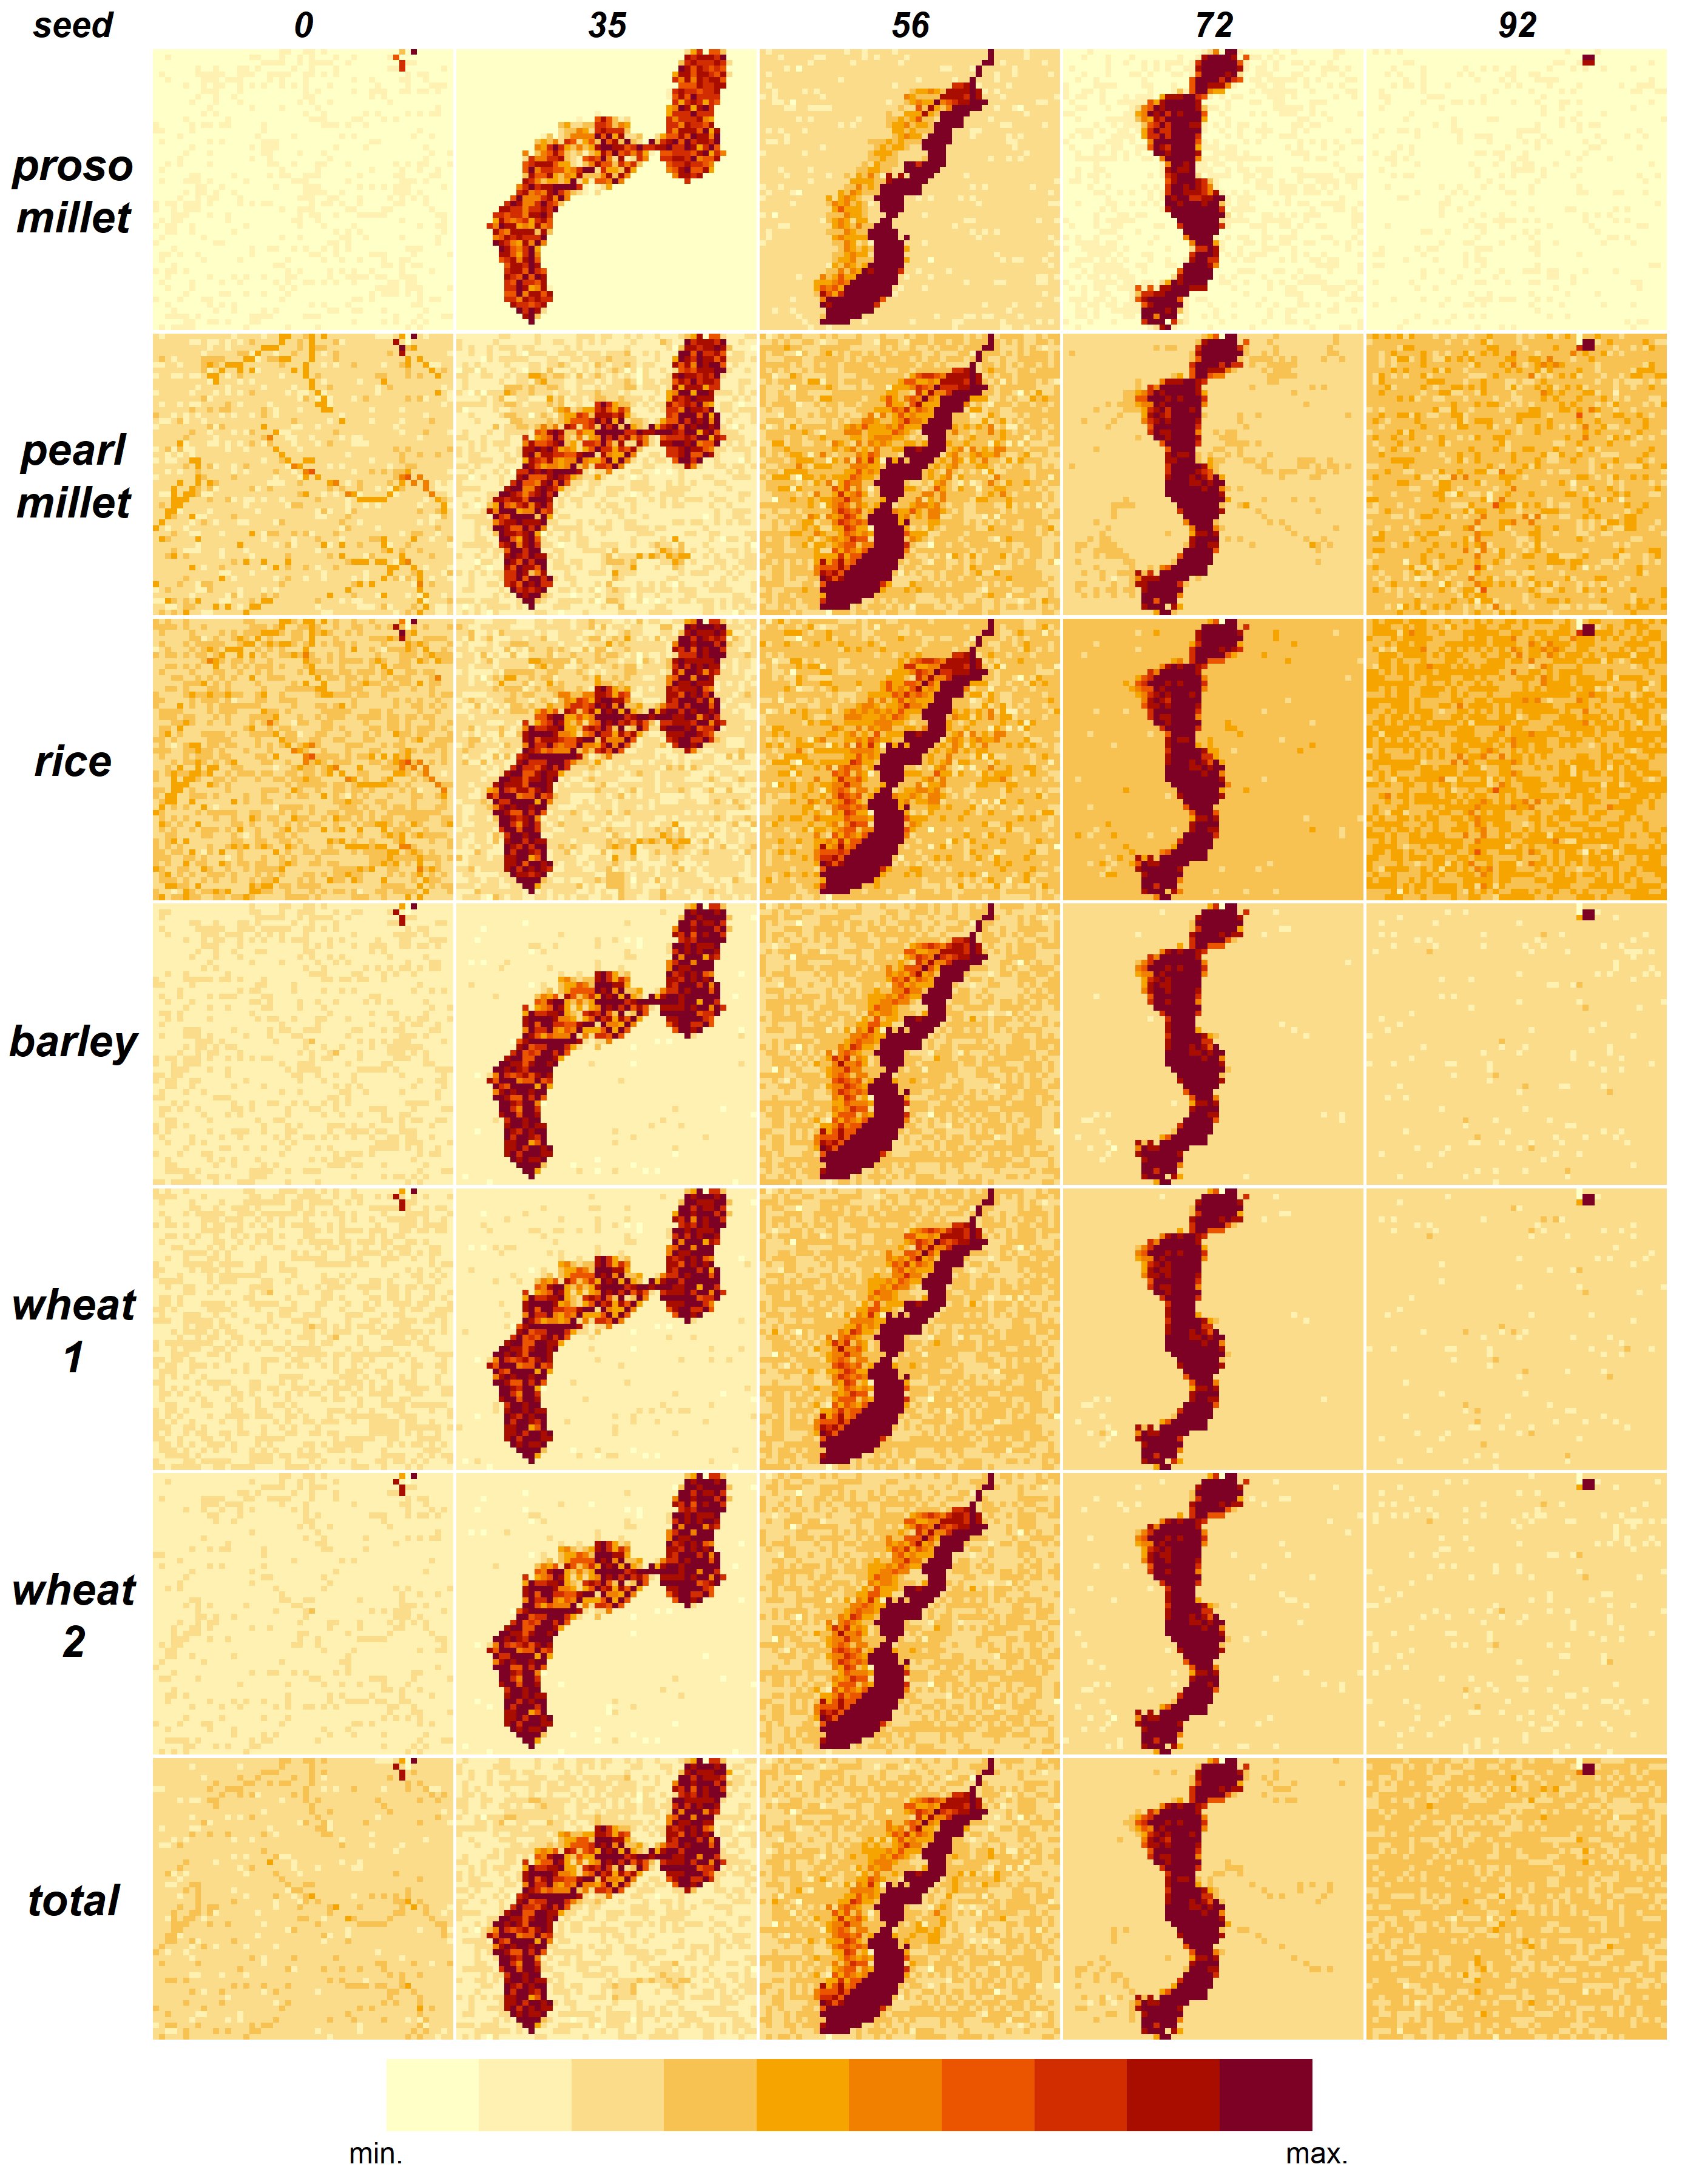 seed 0 35 56 72 92
proso
millet
pearl
millet
rice
barley
wheat
1
wheat
2
total
min. max.